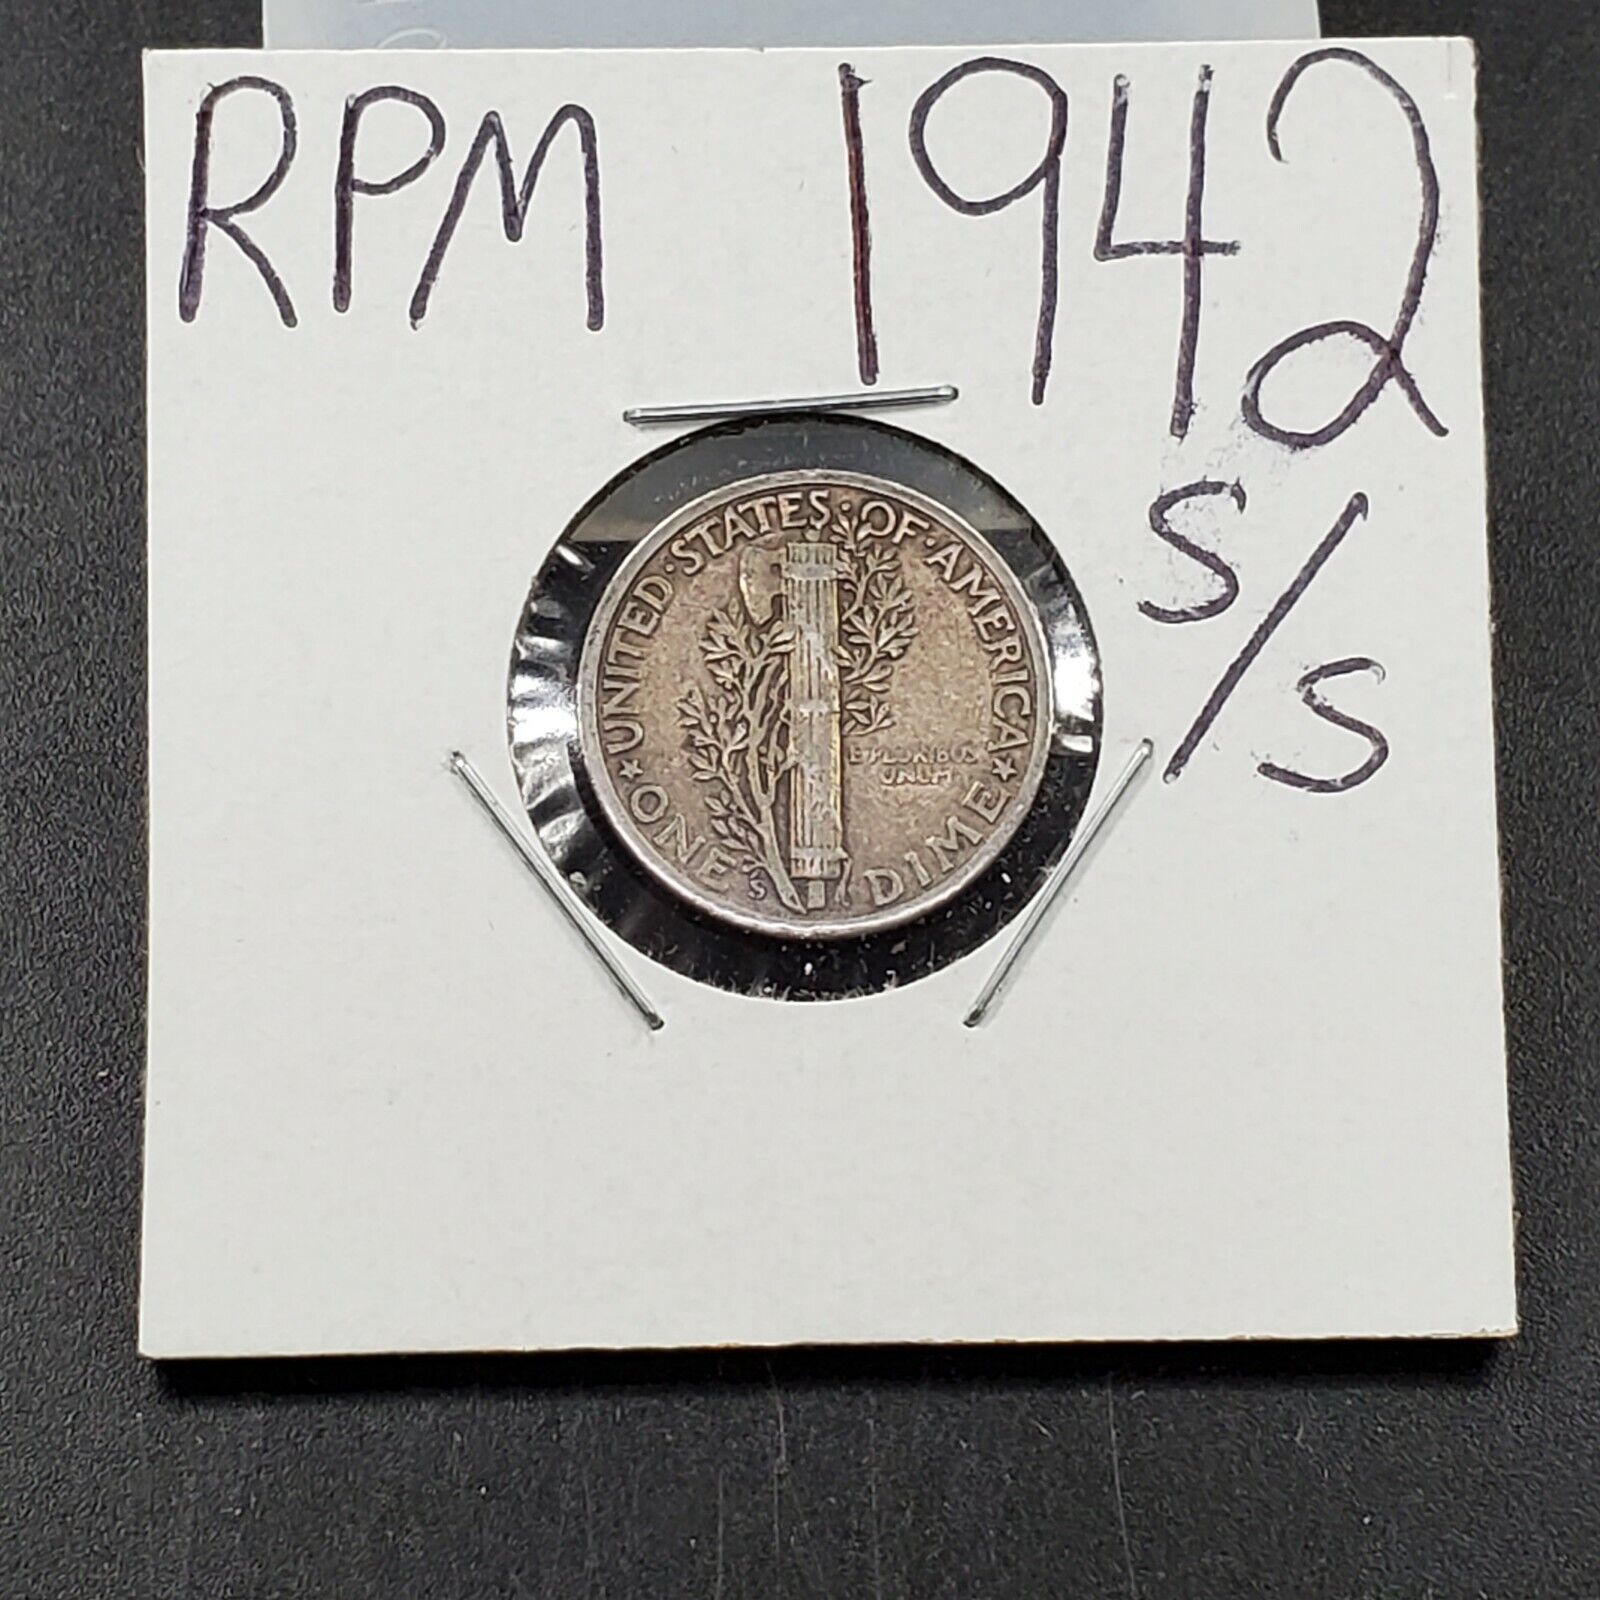 RPM 1942
S/S
UNITED·STATES·OF·AMERICA
E·PLURIBUS
UNUM
ONE DIME
S